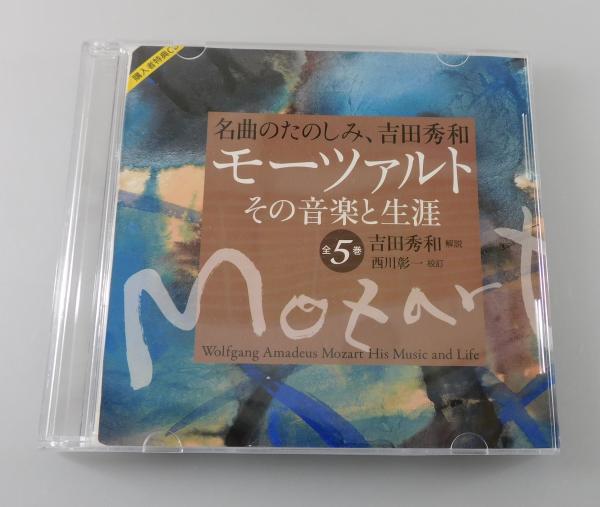 購入者特典CD
名曲のたのしみ、吉田秀和
モーツァルト
その音楽と生涯
全5巻
吉田秀和 解説
西川彰一 校訂
Mozart
Wolfgang Amadeus Mozart His Music and Life